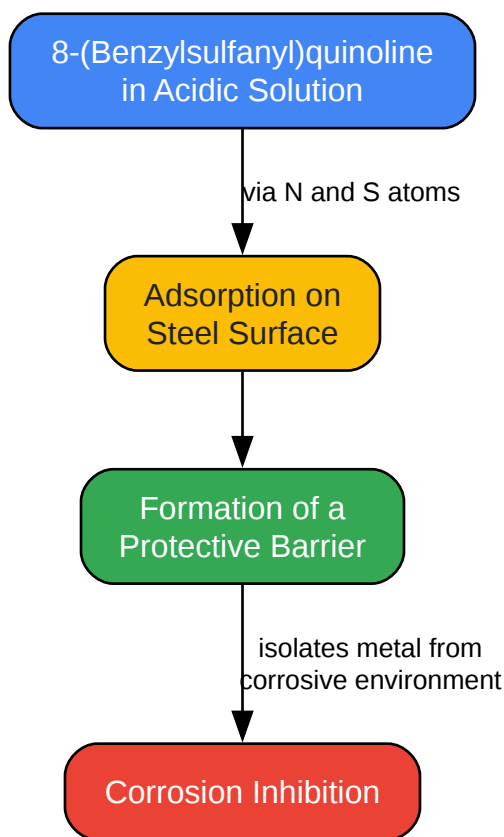 8-(Benzylsulfanyl)quinoline
in Acidic Solution
via N and S atoms
Adsorption on
Steel Surface
Formation of a
Protective Barrier
isolates metal from
corrosive environment
Corrosion Inhibition